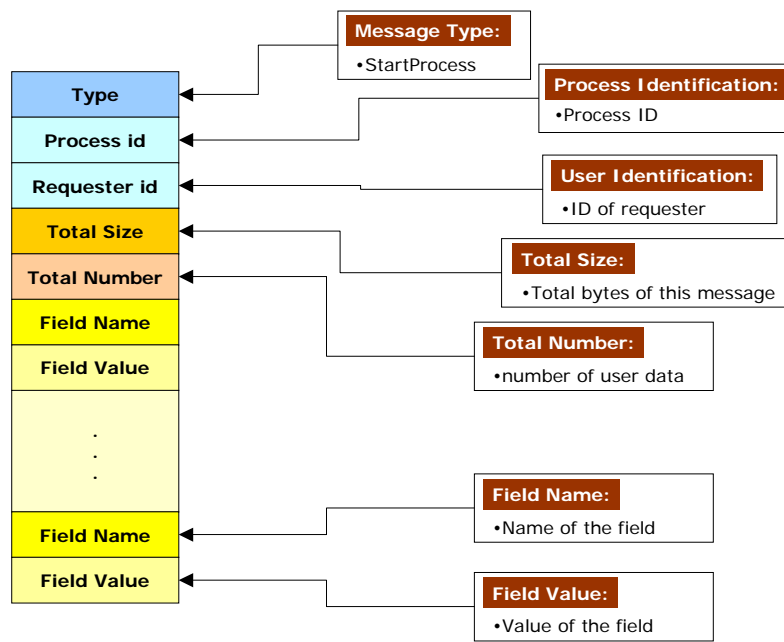 Message Type:
•StartProcess
Type
Process Identification:
•Process ID
Process id
User Identification:
•ID of requester
Requester id
Total Size
Total Size:
•Total bytes of this message
Total Number
Field Name
Total Number:
•number of user data
Field Value
.
.
.
Field Name:
•Name of the field
Field Name
Field Value
Field Value:
•Value of the field